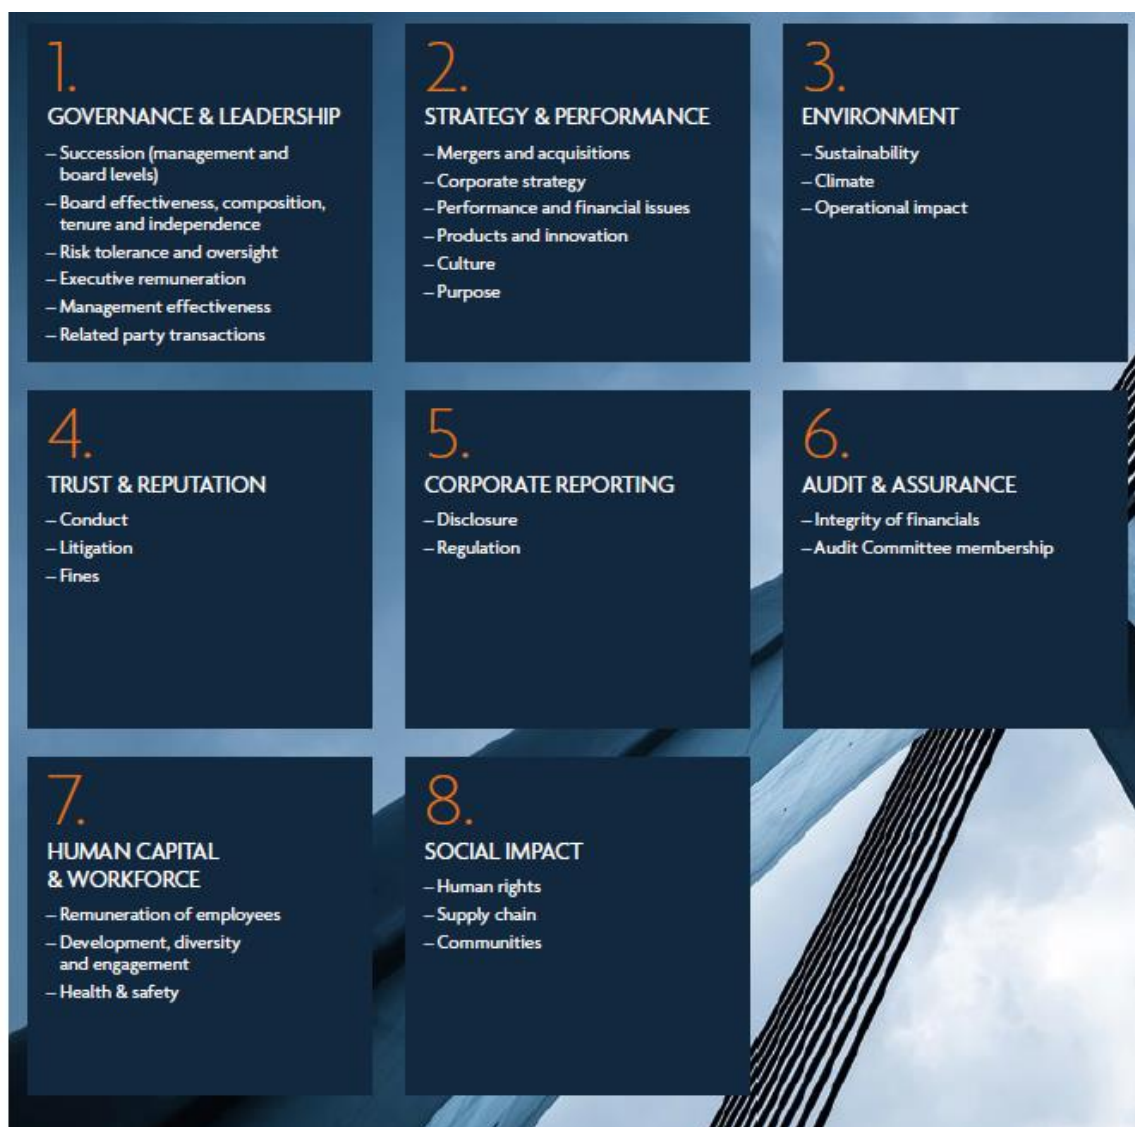 1.
GOVERNANCE & LEADERSHIP
– Succession (management and
board levels)
– Board effectiveness, composition,
tenure and independence
– Risk tolerance and oversight
– Executive remuneration
– Management effectiveness
– Related party transactions
2.
STRATEGY & PERFORMANCE
– Mergers and acquisitions
– Corporate strategy
– Performance and financial issues
– Products and innovation
– Culture
– Purpose
3.
ENVIRONMENT
– Sustainability
– Climate
– Operational impact
4.
TRUST & REPUTATION
– Conduct
– Litigation
– Fines
5.
CORPORATE REPORTING
– Disclosure
– Regulation
6.
AUDIT & ASSURANCE
– Integrity of financials
– Audit Committee membership
7.
HUMAN CAPITAL
& WORKFORCE
– Remuneration of employees
– Development, diversity
and engagement
– Health & safety
8.
SOCIAL IMPACT
– Human rights
– Supply chain
– Communities